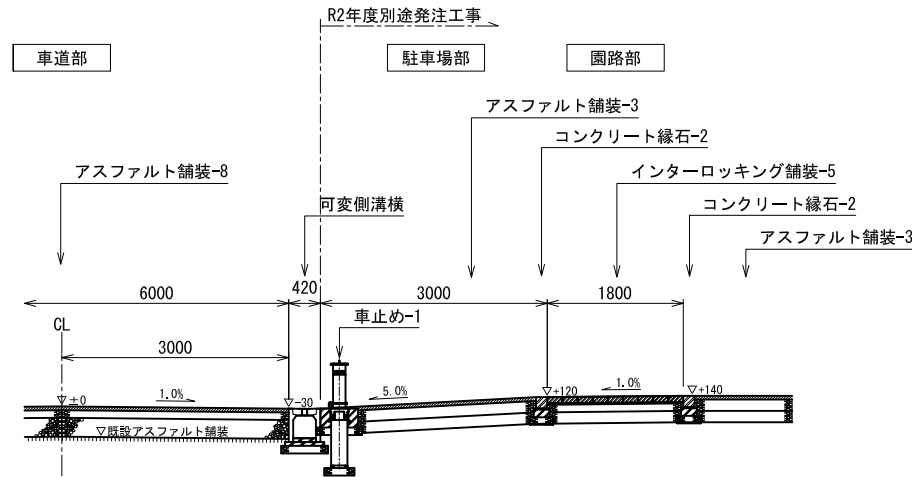 R2年度別途発注工事
車道部
駐車場部
園路部
アスファルト舗装-3
コンクリート縁石-2
アスファルト舗装-8
インターロッキング舗装-5
可変側溝横
コンクリート縁石-2
アスファルト舗装-3
6000
420
3000
1800
CL
車止め-1
3000
±0
1.0%
-30
5.0%
+120
1.0%
+140
▽既設アスファルト舗装